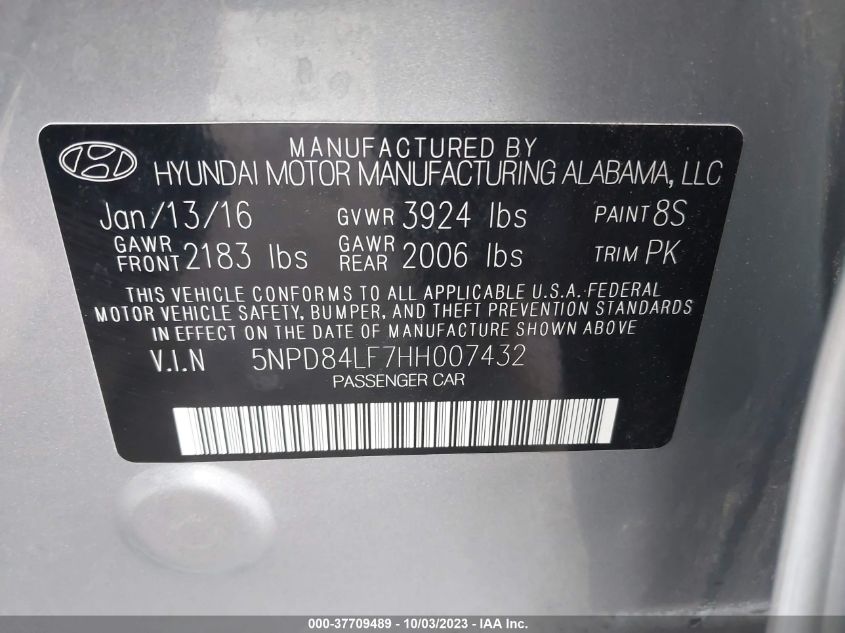 MANUFACTURED BY
HYUNDAI MOTOR MANUFACTURING ALABAMA, LLC
Jan/13/16 GVWR 3924 lbs PAINT 8S
GAWR FRONT 2183 lbs GAWR REAR 2006 lbs TRIM PK
THIS VEHICLE CONFORMS TO ALL APPLICABLE U.S.A. FEDERAL
MOTOR VEHICLE SAFETY, BUMPER, AND THEFT PREVENTION STANDARDS
IN EFFECT ON THE DATE OF MANUFACTURE SHOWN ABOVE
V.I.N 5NPD84LF7HH007432
PASSENGER CAR
000-37709489 - 10/03/2023 - IAA Inc.